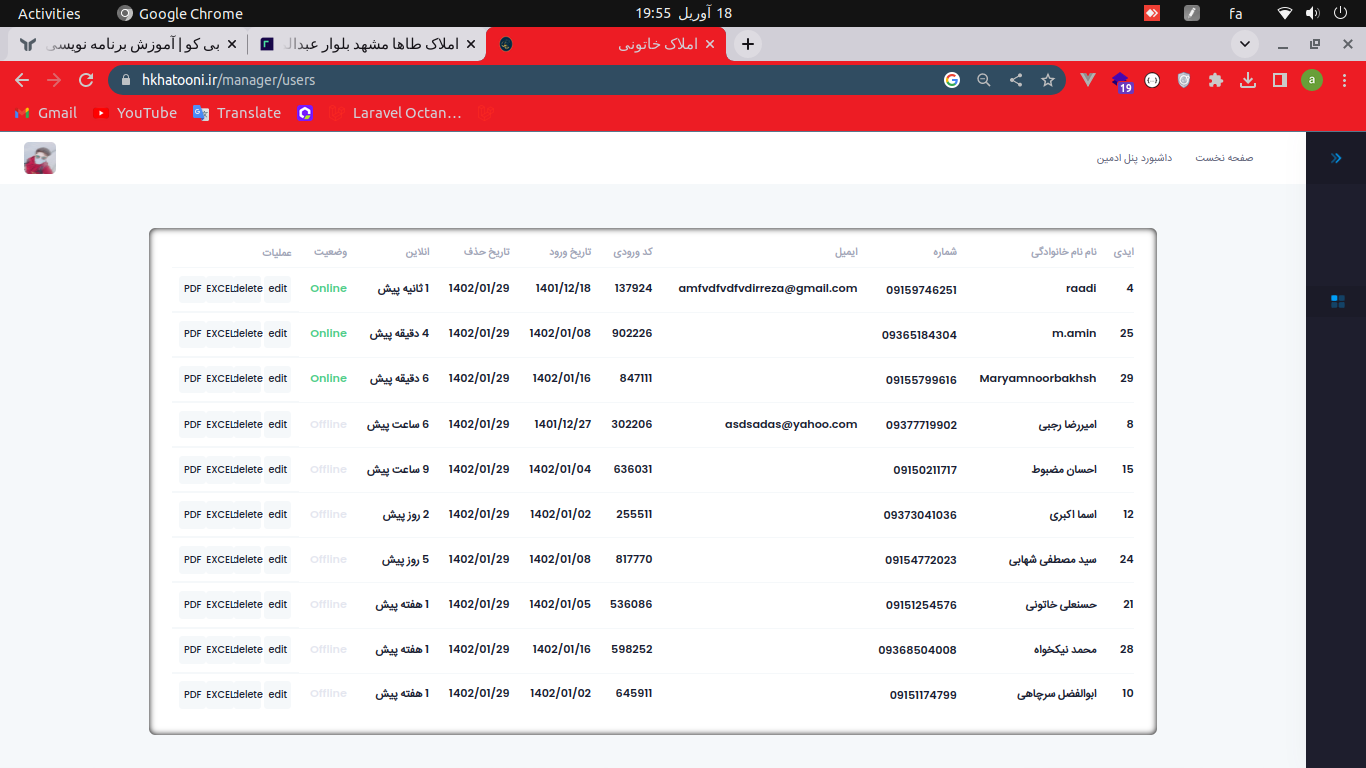 Activities Google Chrome 18 آوریل 19:55 fa
بی کو | آموزش برنامه نویسی املاک طاها مشهد بلوار عبدالـ املاک خاتونی
hkhatooni.ir/manager/users 19 a
Gmail YouTube Translate Laravel Octan...
صفحه نخست داشبورد پنل ادمین
ایدی نام نام خانوادگی شماره ایمیل کد ورودی تاریخ ورود تاریخ حذف انلاین وضعیت عملیات
4 raadi 09159746251 amfvdfvdfvdirreza@gmail.com 137924 1401/12/18 1402/01/29 1 ثانیه پیش Online edit delete EXCEL PDF
25 m.amin 09365184304 902226 1402/01/08 1402/01/29 4 دقیقه پیش Online edit delete EXCEL PDF
29 Maryamnoorbakhsh 09155799616 847111 1402/01/16 1402/01/29 6 دقیقه پیش Online edit delete EXCEL PDF
8 امیررضا رجبی 09377719902 asdsadas@yahoo.com 302206 1401/12/27 1402/01/29 6 ساعت پیش Offline edit delete EXCEL PDF
15 احسان مضبوط 09150211717 636031 1402/01/04 1402/01/29 9 ساعت پیش Offline edit delete EXCEL PDF
12 اسما اکبری 09373041036 255511 1402/01/02 1402/01/29 2 روز پیش Offline edit delete EXCEL PDF
24 سید مصطفی شهابی 09154772023 817770 1402/01/08 1402/01/29 5 روز پیش Offline edit delete EXCEL PDF
21 حسنعلی خاتونی 09151254576 536086 1402/01/05 1402/01/29 1 هفته پیش Offline edit delete EXCEL PDF
28 محمد نیکخواه 09368504008 598252 1402/01/16 1402/01/29 1 هفته پیش Offline edit delete EXCEL PDF
10 ابوالفضل سرچاهی 09151174799 645911 1402/01/02 1402/01/29 1 هفته پیش Offline edit delete EXCEL PDF